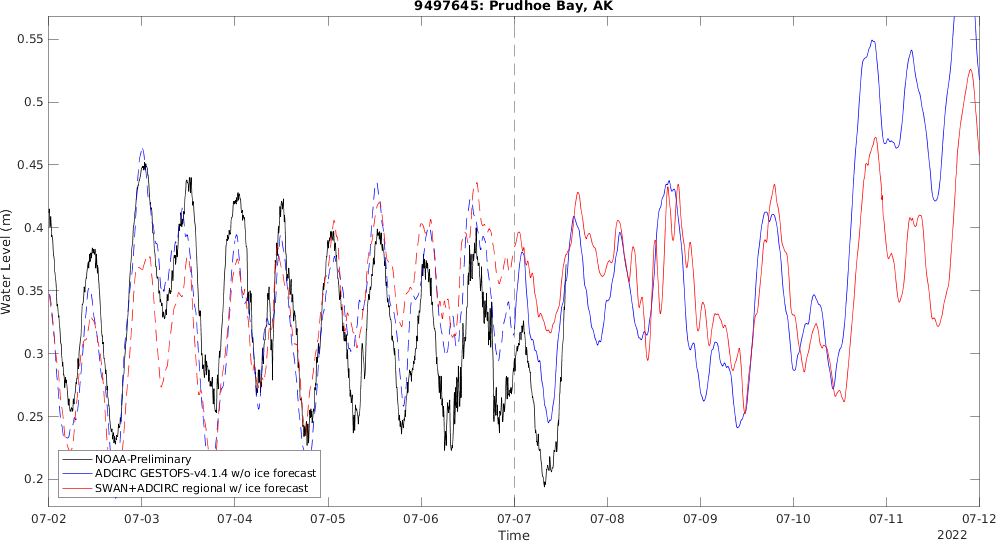 9497645: Prudhoe Bay, AK
Water Level (m)
0.55
0.5
0.45
0.4
0.35
0.3
0.25
0.2
NOAA-Preliminary
ADCIRC GESTOFS-v4.1.4 w/o ice forecast
SWAN+ADCIRC regional w/ ice forecast
07-02 07-03 07-04 07-05 07-06 07-07 07-08 07-09 07-10 07-11 07-12
Time
2022